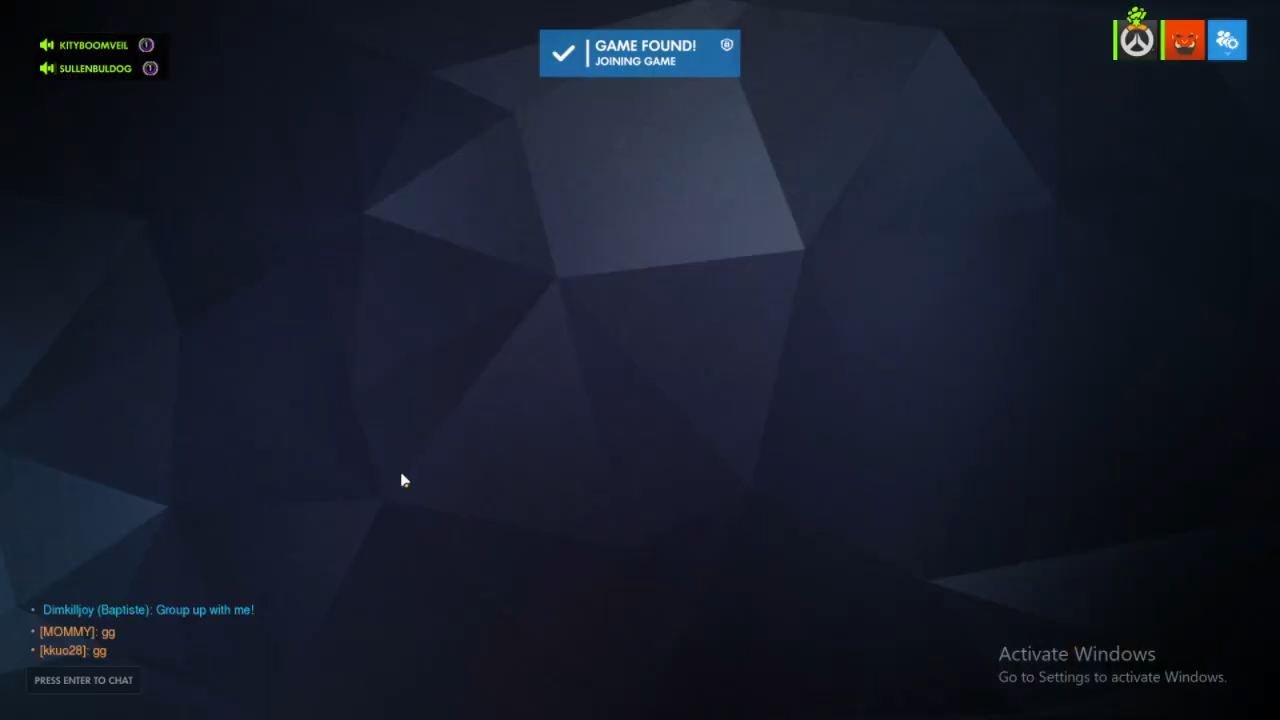 KITYBOOMVEIL
SULLENBULDOG
GAME FOUND!
JOINING GAME
Dimkilljoy (Baptiste): Group up with me!
[MOMMY]: gg
[kkuo28]: gg
PRESS ENTER TO CHAT
Activate Windows
Go to Settings to activate Windows.